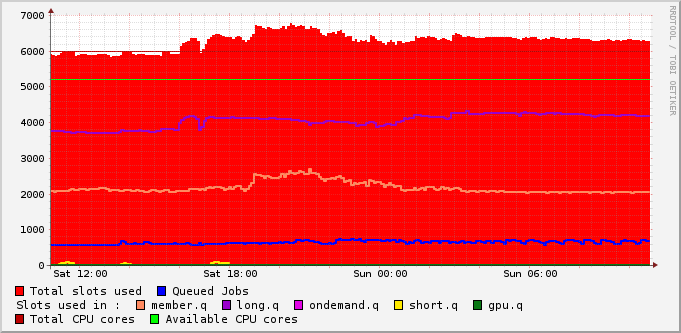 7000
6000
5000
4000
3000
2000
1000
0
Sat 12:00 Sat 18:00 Sun 00:00 Sun 06:00
RRDTOOL / TOBI OETIKER
Total slots used Queued Jobs
Slots used in : member.q long.q ondemand.q short.q gpu.q
Total CPU cores Available CPU cores